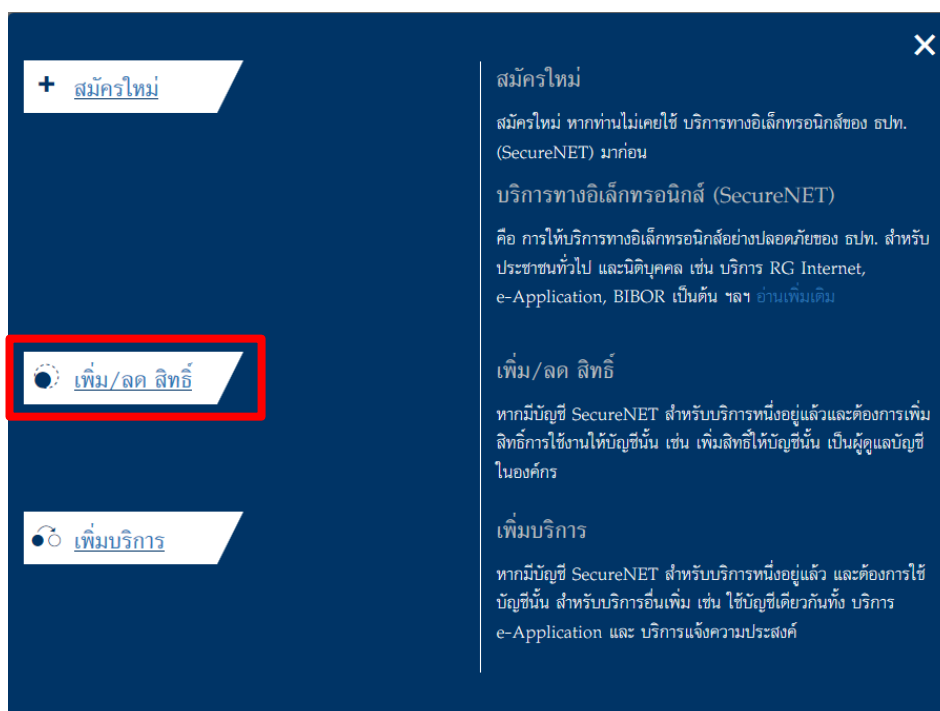 + สมัครใหม่
สมัครใหม่
สมัครใหม่ หากท่านไม่เคยใช้ บริการทางอิเล็กทรอนิกส์ของ ธปท.
(SecureNET) มาก่อน
บริการทางอิเล็กทรอนิกส์ (SecureNET)
คือ การให้บริการทางอิเล็กทรอนิกส์อย่างปลอดภัยของ ธปท. สำหรับ
ประชาชนทั่วไป และนิติบุคคล เช่น บริการ RG Internet,
e-Application, BIBOR เป็นต้น ฯลฯ อ่านเพิ่มเติม
เพิ่ม/ลด สิทธิ์
เพิ่ม/ลด สิทธิ์
หากมีบัญชี SecureNET สำหรับบริการหนึ่งอยู่แล้วและต้องการเพิ่ม
สิทธิ์การใช้งานให้บัญชีนั้น เช่น เพิ่มสิทธิ์ให้บัญชีนั้น เป็นผู้ดูแลบัญชี
ในองค์กร
เพิ่มบริการ
เพิ่มบริการ
หากมีบัญชี SecureNET สำหรับบริการหนึ่งอยู่แล้ว และต้องการใช้
บัญชีนั้น สำหรับบริการอื่นเพิ่ม เช่น ใช้บัญชีเดียวกันทั้ง บริการ
e-Application และ บริการแจ้งความประสงค์